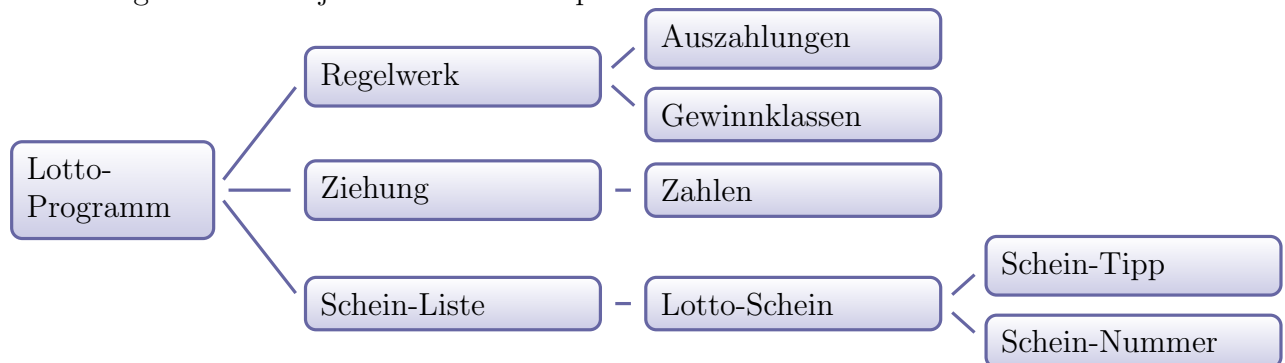 Auszahlungen
Regelwerk
Gewinnklassen
Lotto-
Programm
Ziehung
Zahlen
Schein-Liste
Lotto-Schein
Schein-Tipp
Schein-Nummer